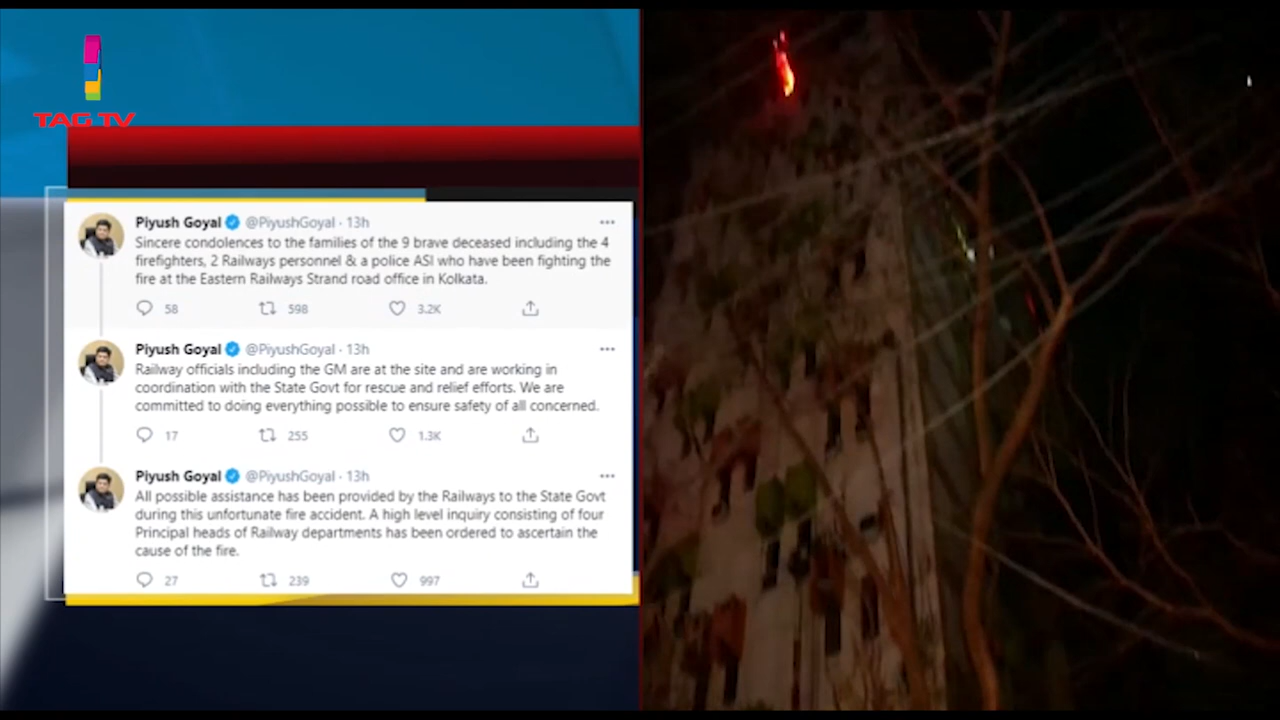 TAG TV
Piyush Goyal @PiyushGoyal · 13h
Sincere condolences to the families of the 9 brave deceased including the 4
firefighters, 2 Railways personnel & a police ASI who have been fighting the
fire at the Eastern Railways Strand road office in Kolkata.
58 598 3.2K
Piyush Goyal @PiyushGoyal · 13h
Railway officials including the GM are at the site and are working in
coordination with the State Govt for rescue and relief efforts. We are
committed to doing everything possible to ensure safety of all concerned.
17 255 1.3K
Piyush Goyal @PiyushGoyal · 13h
All possible assistance has been provided by the Railways to the State Govt
during this unfortunate fire accident. A high level inquiry consisting of four
Principal heads of Railway departments has been ordered to ascertain the
cause of the fire.
27 239 997